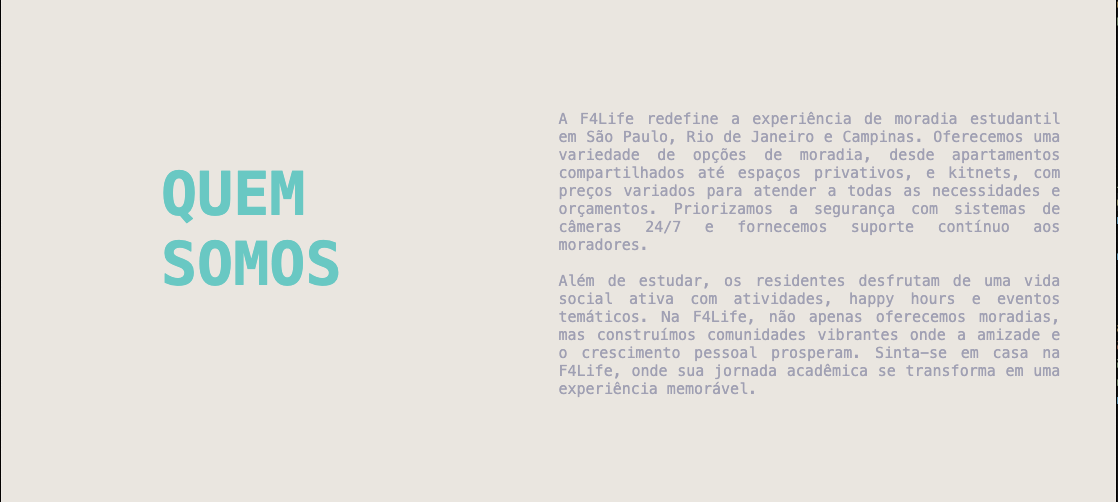 QUEM
SOMOS
A F4Life redefine a experiência de moradia estudantil
em São Paulo, Rio de Janeiro e Campinas. Oferecemos uma
variedade de opções de moradia, desde apartamentos
compartilhados até espaços privativos, e kitnets, com
preços variados para atender a todas as necessidades e
orçamentos. Priorizamos a segurança com sistemas de
câmeras 24/7 e fornecemos suporte contínuo aos
moradores.
Além de estudar, os residentes desfrutam de uma vida
social ativa com atividades, happy hours e eventos
temáticos. Na F4Life, não apenas oferecemos moradias,
mas construímos comunidades vibrantes onde a amizade e
o crescimento pessoal prosperam. Sinta-se em casa na
F4Life, onde sua jornada acadêmica se transforma em uma
experiência memorável.